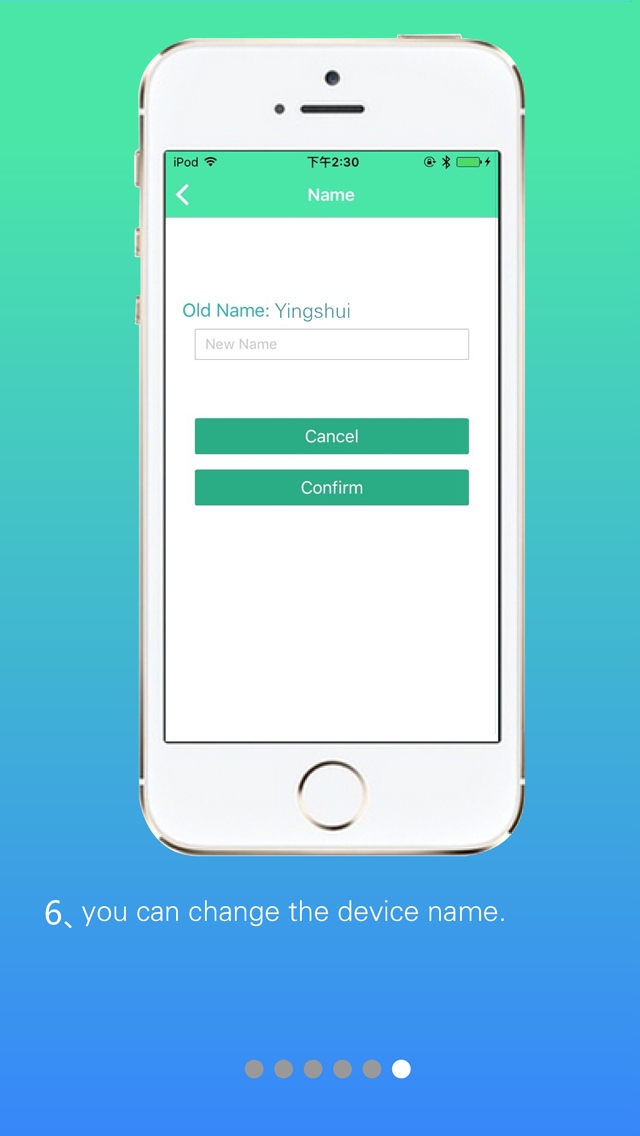 iPod 下午2:30
Name
Old Name: Yingshui
New Name
Cancel
Confirm
6、you can change the device name.